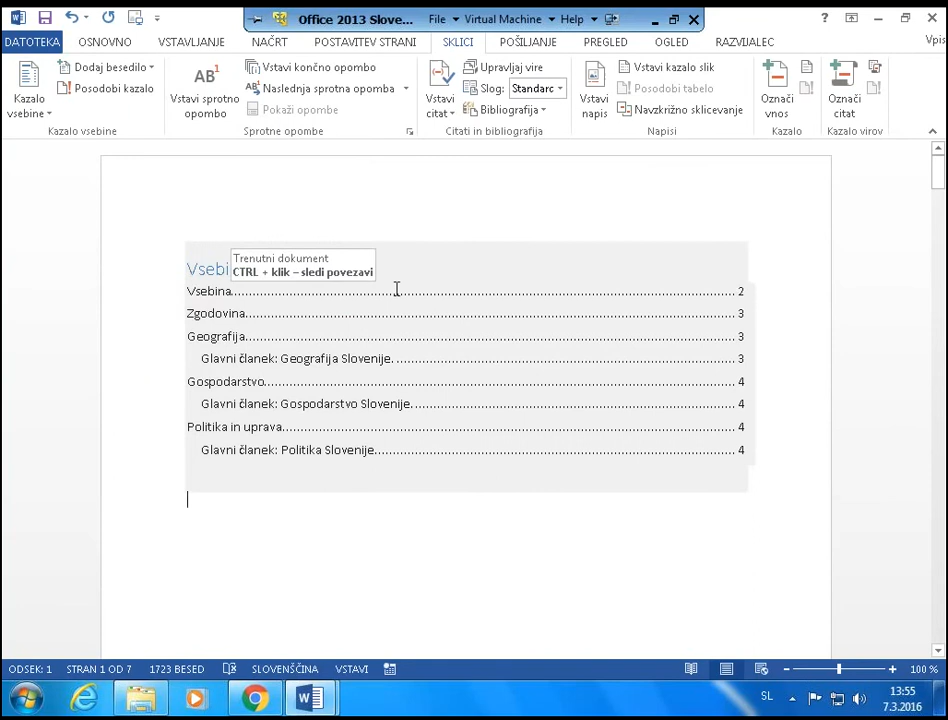 Office 2013 Slove... File Virtual Machine Help
DATOTEKA OSNOVNO VSTAVLJANJE NAČRT POSTAVITEV STRANI SKLICI POŠILJANJE PREGLED OGLED RAZVIJALEC Vpis
Kazalo vsebine
Dodaj besedilo
Posodobi kazalo
Kazalo vsebine
AB¹
Vstavi sprotno opombo
Vstavi končno opombo
Naslednja sprotna opomba
Pokaži opombe
Sprotne opombe
Vstavi citat
Upravljaj vire
Slog: Standarc
Bibliografija
Citati in bibliografija
Vstavi napis
Vstavi kazalo slik
Posodobi tabelo
Navzkrižno sklicevanje
Napisi
Označi vnos
Kazalo
Označi citat
Kazalo virov
Trenutni dokument
CTRL + klik – sledi povezavi
Vsebi
Vsebina 2
Zgodovina 3
Geografija 3
Glavni članek: Geografija Slovenije. 3
Gospodarstvo 4
Glavni članek: Gospodarstvo Slovenije 4
Politika in uprava 4
Glavni članek: Politika Slovenije 4
ODSEK: 1 STRAN 1 OD 7 1723 BESED SLOVENŠČINA VSTAVI 100 %
SL 13:55
7.3.2016